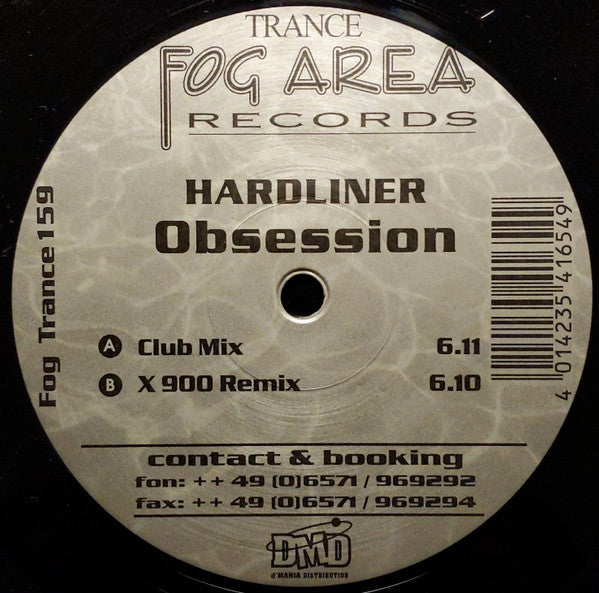 TRANCE
FOG AREA
RECORDS
HARDLINER
Obsession
Fog Trance 159
A Club Mix 6.11
B X 900 Remix 6.10
4 014235 416549
contact & booking
fon: ++ 49 (0)6571 / 969292
fax: ++ 49 (0)6571 / 969294
DMD
d'MANIA DISTRIBUTION